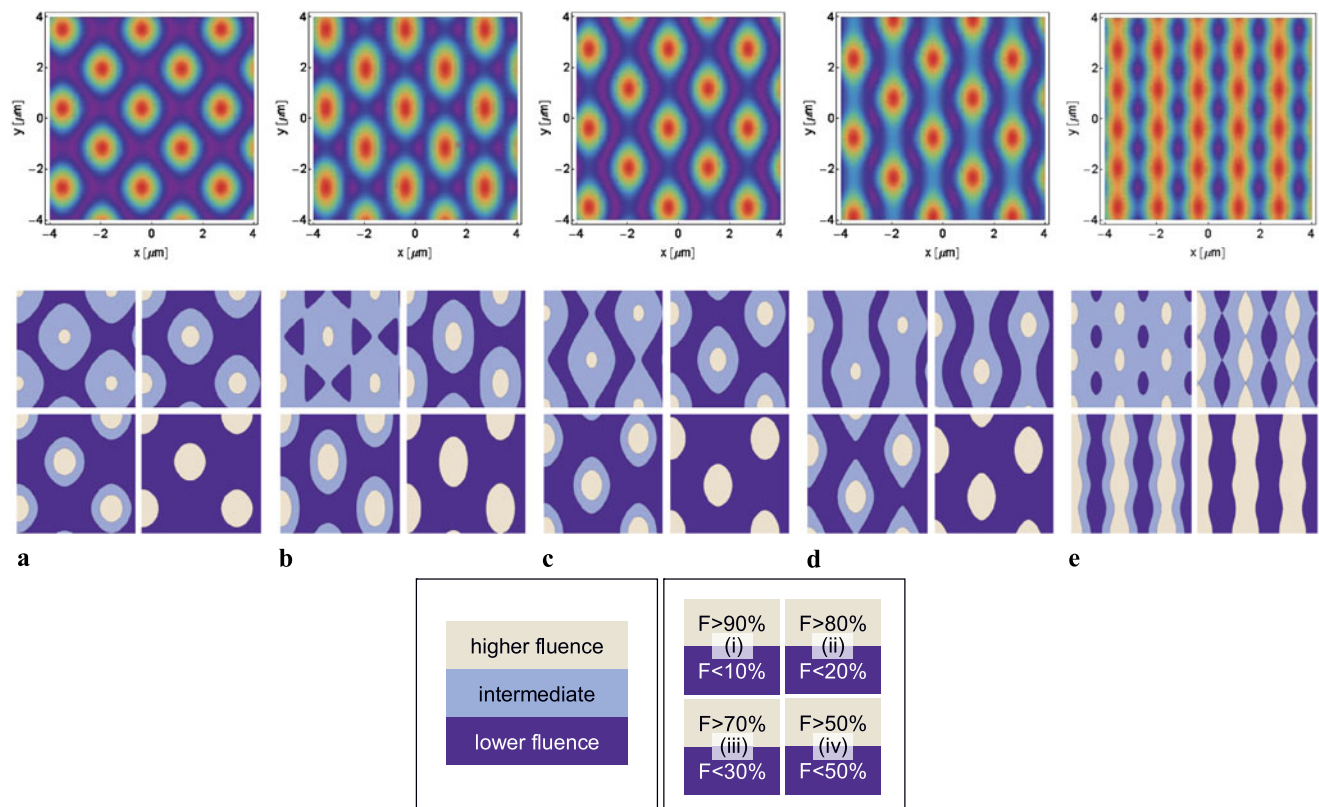 4
2
0
−2
−4
y [μm]
−4 −2 0 2 4
x [μm]
4
2
0
−2
−4
y [μm]
−4 −2 0 2 4
x [μm]
4
2
0
−2
−4
y [μm]
−4 −2 0 2 4
x [μm]
4
2
0
−2
−4
y [μm]
−4 −2 0 2 4
x [μm]
4
2
0
−2
−4
y [μm]
−4 −2 0 2 4
x [μm]
a b c d e
higher fluence
intermediate
lower fluence
F>90%
(i)
F<10%
F>80%
(ii)
F<20%
F>70%
(iii)
F<30%
F>50%
(iv)
F<50%